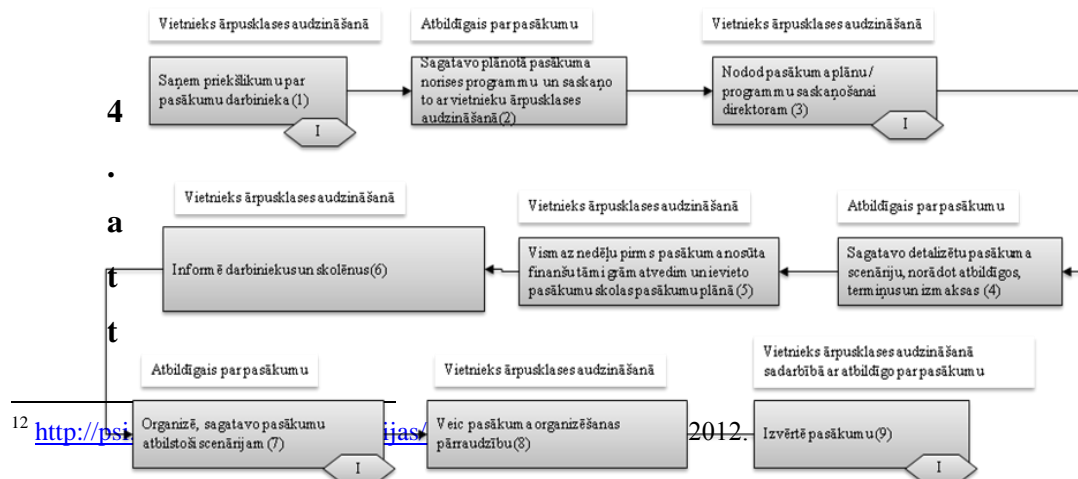 Vietnieks ārpusklases audzināšanā
Atbildīgais par pasākumu
Vietnieks ārpusklases audzināšanā
Saņem priekšlikumu par
pasākumu darbinieka (1)
I
Sagatavo plānotā pasākuma
norises programmu un saskaņo
to ar vietnieku ārpusklases
audzināšanā (2)
Nodod pasākuma plānu/
programmu saskaņošanai
direktoram (3)
I
4
.
a
t
t
Vietnieks ārpusklases audzināšanā
Vietnieks ārpusklases audzināšanā
Atbildīgais par pasākumu
Informē darbiniekus un skolēnus(6)
Vismaz nedēļu pirms pasākuma nosūta
finanšu tāmi grāmatvedim un ievieto
pasākumu skolas pasākumu plānā (5)
Sagatavo detalizētu pasākuma
scenāriju, norādot atbildīgos,
termiņus un izmaksas (4)
Atbildīgais par pasākumu
Vietnieks ārpusklases audzināšanā
Vietnieks ārpusklases audzināšanā
sadarbībā ar atbildīgo par pasākumu
Organizē, sagatavo pasākumu
atbilstoši scenārijam (7)
I
Veic pasākuma organizēšanas
pārraudzību(8)
Izvērtē pasākumu(9)
I
12 http://psi ijas/ 2012.